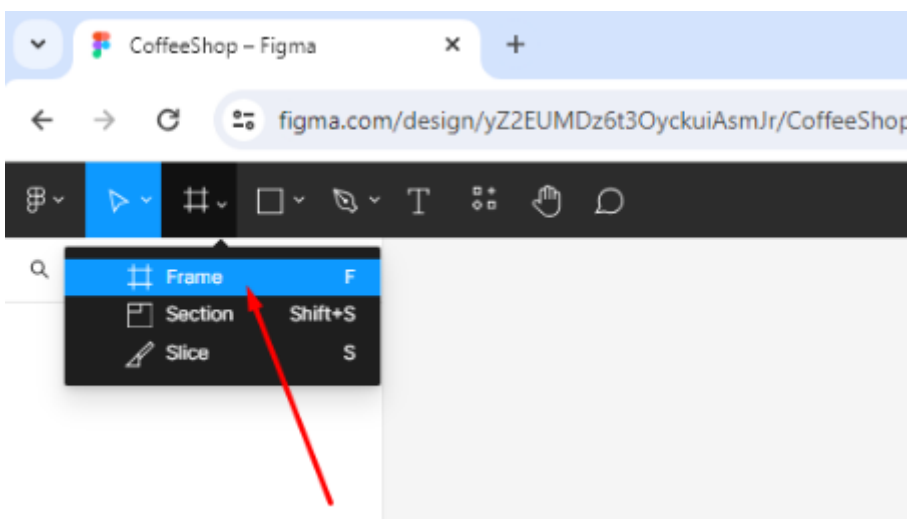 CoffeeShop – Figma
figma.com/design/yZ2EUMDz6t3OyckuiAsmJr/CoffeeShop
Frame F
Section Shift+S
Slice S